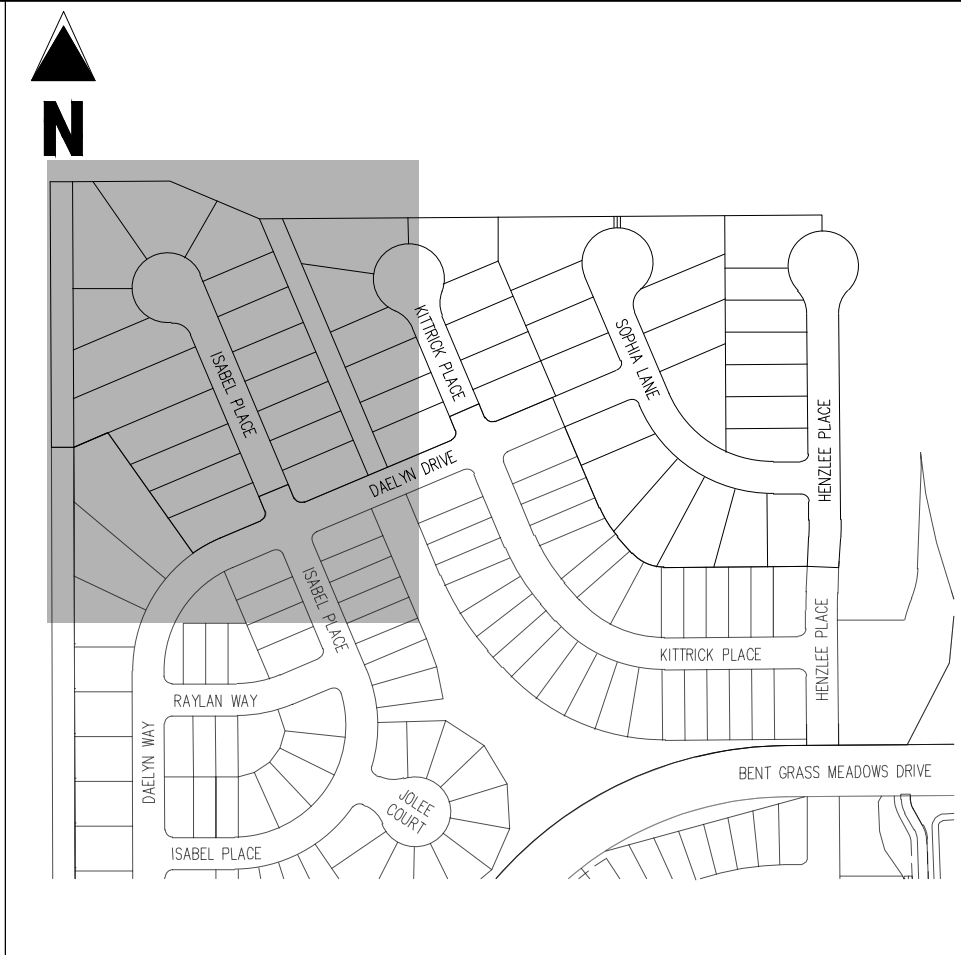 N
ISABEL PLACE
KITTRICK PLACE
SOPHIA LANE
HENZLEE PLACE
DAELYN DRIVE
ISABEL PLACE
KITTRICK PLACE
HENZLEE PLACE
RAYLAN WAY
DAELYN WAY
BENT GRASS MEADOWS DRIVE
JOLEE
COURT
ISABEL PLACE